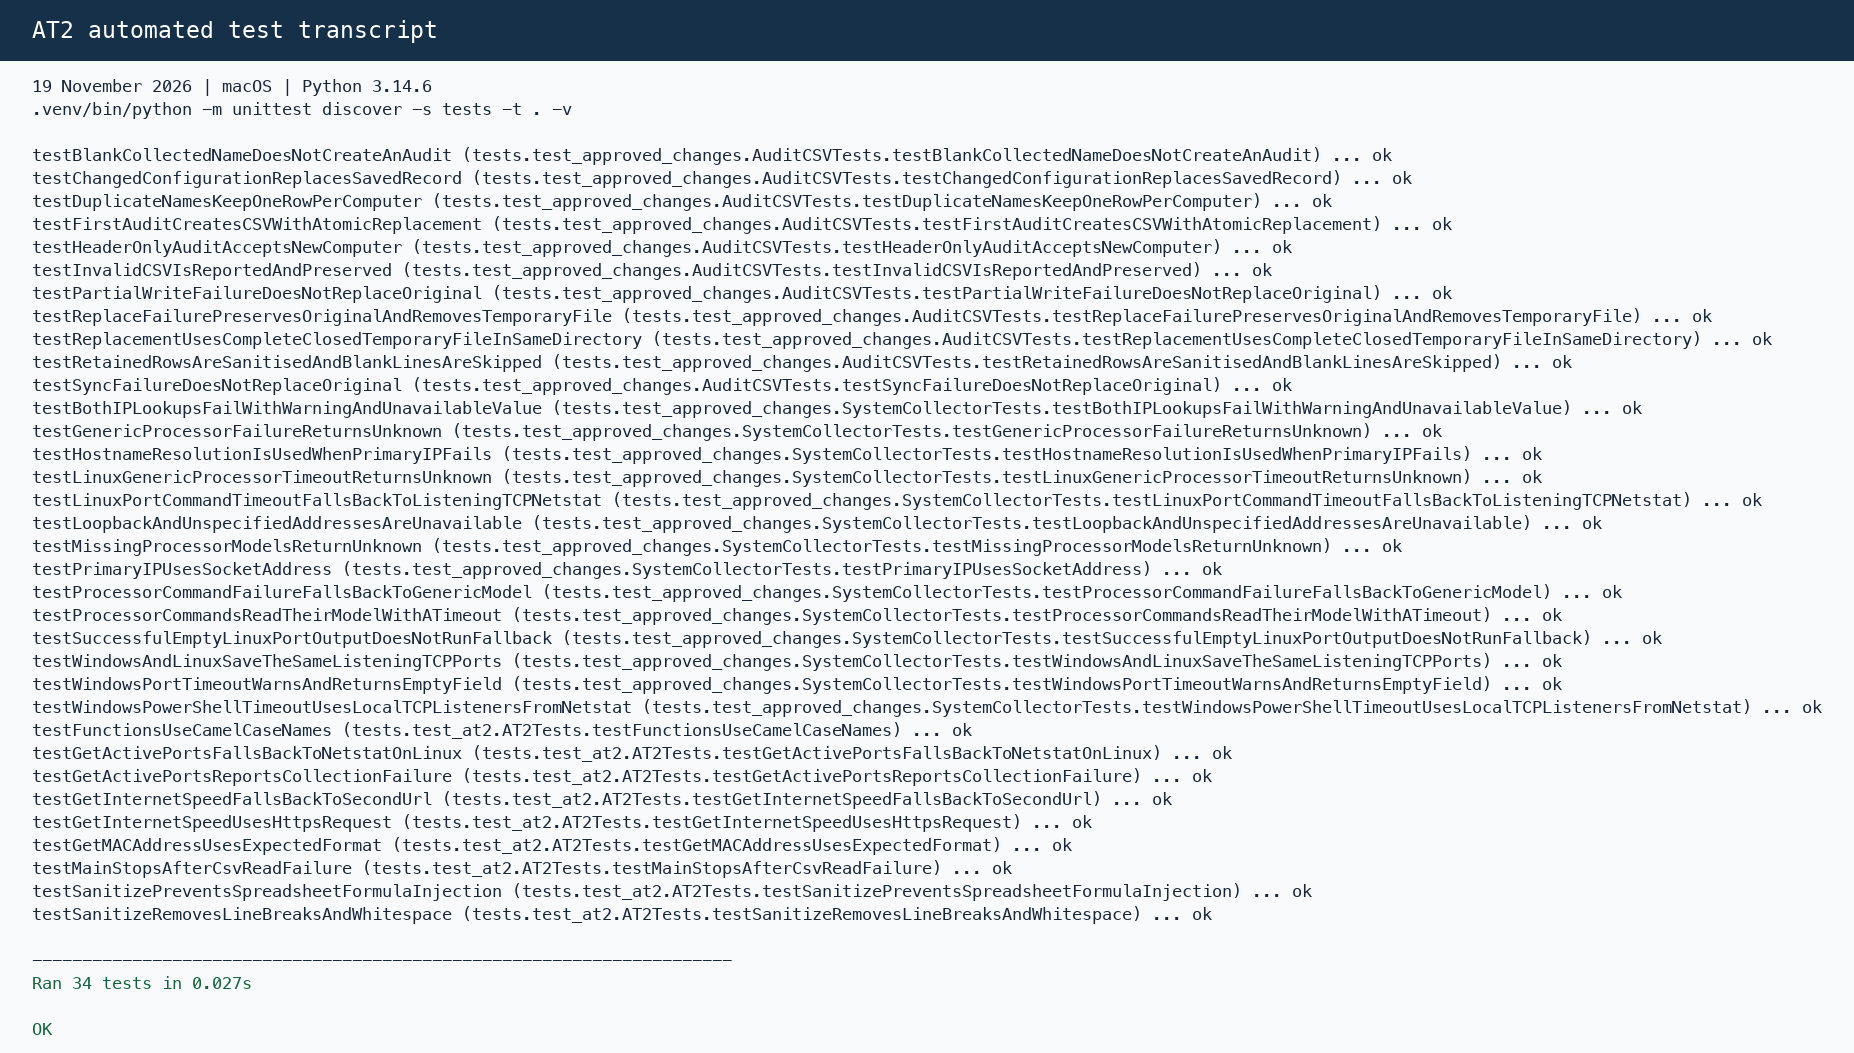 AT2 automated test transcript
19 November 2026 | macOS | Python 3.14.6
.venv/bin/python −m unittest discover −s tests −t . −v
testBlankCollectedNameDoesNotCreateAnAudit (tests.test_approved_changes.AuditCSVTests.testBlankCollectedNameDoesNotCreateAnAudit) ... ok
testChangedConfigurationReplacesSavedRecord (tests.test_approved_changes.AuditCSVTests.testChangedConfigurationReplacesSavedRecord) ... ok
testDuplicateNamesKeepOneRowPerComputer (tests.test_approved_changes.AuditCSVTests.testDuplicateNamesKeepOneRowPerComputer) ... ok
testFirstAuditCreatesCSVWithAtomicReplacement (tests.test_approved_changes.AuditCSVTests.testFirstAuditCreatesCSVWithAtomicReplacement) ... ok
testHeaderOnlyAuditAcceptsNewComputer (tests.test_approved_changes.AuditCSVTests.testHeaderOnlyAuditAcceptsNewComputer) ... ok
testInvalidCSVIsReportedAndPreserved (tests.test_approved_changes.AuditCSVTests.testInvalidCSVIsReportedAndPreserved) ... ok
testPartialWriteFailureDoesNotReplaceOriginal (tests.test_approved_changes.AuditCSVTests.testPartialWriteFailureDoesNotReplaceOriginal) ... ok
testReplaceFailurePreservesOriginalAndRemovesTemporaryFile (tests.test_approved_changes.AuditCSVTests.testReplaceFailurePreservesOriginalAndRemovesTemporaryFile) ... ok
testReplacementUsesCompleteClosedTemporaryFileInSameDirectory (tests.test_approved_changes.AuditCSVTests.testReplacementUsesCompleteClosedTemporaryFileInSameDirectory) ... ok
testRetainedRowsAreSanitisedAndBlankLinesAreSkipped (tests.test_approved_changes.AuditCSVTests.testRetainedRowsAreSanitisedAndBlankLinesAreSkipped) ... ok
testSyncFailureDoesNotReplaceOriginal (tests.test_approved_changes.AuditCSVTests.testSyncFailureDoesNotReplaceOriginal) ... ok
testBothIPLookupsFailWithWarningAndUnavailableValue (tests.test_approved_changes.SystemCollectorTests.testBothIPLookupsFailWithWarningAndUnavailableValue) ... ok
testGenericProcessorFailureReturnsUnknown (tests.test_approved_changes.SystemCollectorTests.testGenericProcessorFailureReturnsUnknown) ... ok
testHostnameResolutionIsUsedWhenPrimaryIPFails (tests.test_approved_changes.SystemCollectorTests.testHostnameResolutionIsUsedWhenPrimaryIPFails) ... ok
testLinuxGenericProcessorTimeoutReturnsUnknown (tests.test_approved_changes.SystemCollectorTests.testLinuxGenericProcessorTimeoutReturnsUnknown) ... ok
testLinuxPortCommandTimeoutFallsBackToListeningTCPNetstat (tests.test_approved_changes.SystemCollectorTests.testLinuxPortCommandTimeoutFallsBackToListeningTCPNetstat) ... ok
testLoopbackAndUnspecifiedAddressesAreUnavailable (tests.test_approved_changes.SystemCollectorTests.testLoopbackAndUnspecifiedAddressesAreUnavailable) ... ok
testMissingProcessorModelsReturnUnknown (tests.test_approved_changes.SystemCollectorTests.testMissingProcessorModelsReturnUnknown) ... ok
testPrimaryIPUsesSocketAddress (tests.test_approved_changes.SystemCollectorTests.testPrimaryIPUsesSocketAddress) ... ok
testProcessorCommandFailureFallsBackToGenericModel (tests.test_approved_changes.SystemCollectorTests.testProcessorCommandFailureFallsBackToGenericModel) ... ok
testProcessorCommandsReadTheirModelWithATimeout (tests.test_approved_changes.SystemCollectorTests.testProcessorCommandsReadTheirModelWithATimeout) ... ok
testSuccessfulEmptyLinuxPortOutputDoesNotRunFallback (tests.test_approved_changes.SystemCollectorTests.testSuccessfulEmptyLinuxPortOutputDoesNotRunFallback) ... ok
testWindowsAndLinuxSaveTheSameListeningTCPPorts (tests.test_approved_changes.SystemCollectorTests.testWindowsAndLinuxSaveTheSameListeningTCPPorts) ... ok
testWindowsPortTimeoutWarnsAndReturnsEmptyField (tests.test_approved_changes.SystemCollectorTests.testWindowsPortTimeoutWarnsAndReturnsEmptyField) ... ok
testWindowsPowerShellTimeoutUsesLocalTCPListenersFromNetstat (tests.test_approved_changes.SystemCollectorTests.testWindowsPowerShellTimeoutUsesLocalTCPListenersFromNetstat) ... ok
testFunctionsUseCamelCaseNames (tests.test_at2.AT2Tests.testFunctionsUseCamelCaseNames) ... ok
testGetActivePortsFallsBackToNetstatOnLinux (tests.test_at2.AT2Tests.testGetActivePortsFallsBackToNetstatOnLinux) ... ok
testGetActivePortsReportsCollectionFailure (tests.test_at2.AT2Tests.testGetActivePortsReportsCollectionFailure) ... ok
testGetInternetSpeedFallsBackToSecondUrl (tests.test_at2.AT2Tests.testGetInternetSpeedFallsBackToSecondUrl) ... ok
testGetInternetSpeedUsesHttpsRequest (tests.test_at2.AT2Tests.testGetInternetSpeedUsesHttpsRequest) ... ok
testGetMACAddressUsesExpectedFormat (tests.test_at2.AT2Tests.testGetMACAddressUsesExpectedFormat) ... ok
testMainStopsAfterCsvReadFailure (tests.test_at2.AT2Tests.testMainStopsAfterCsvReadFailure) ... ok
testSanitizePreventsSpreadsheetFormulaInjection (tests.test_at2.AT2Tests.testSanitizePreventsSpreadsheetFormulaInjection) ... ok
testSanitizeRemovesLineBreaksAndWhitespace (tests.test_at2.AT2Tests.testSanitizeRemovesLineBreaksAndWhitespace) ... ok
−−−−−−−−−−−−−−−−−−−−−−−−−−−−−−−−−−−−−−−−−−−−−−−−−−−−−−−−−−−−−−−−−−−−−−
Ran 34 tests in 0.027s
OK